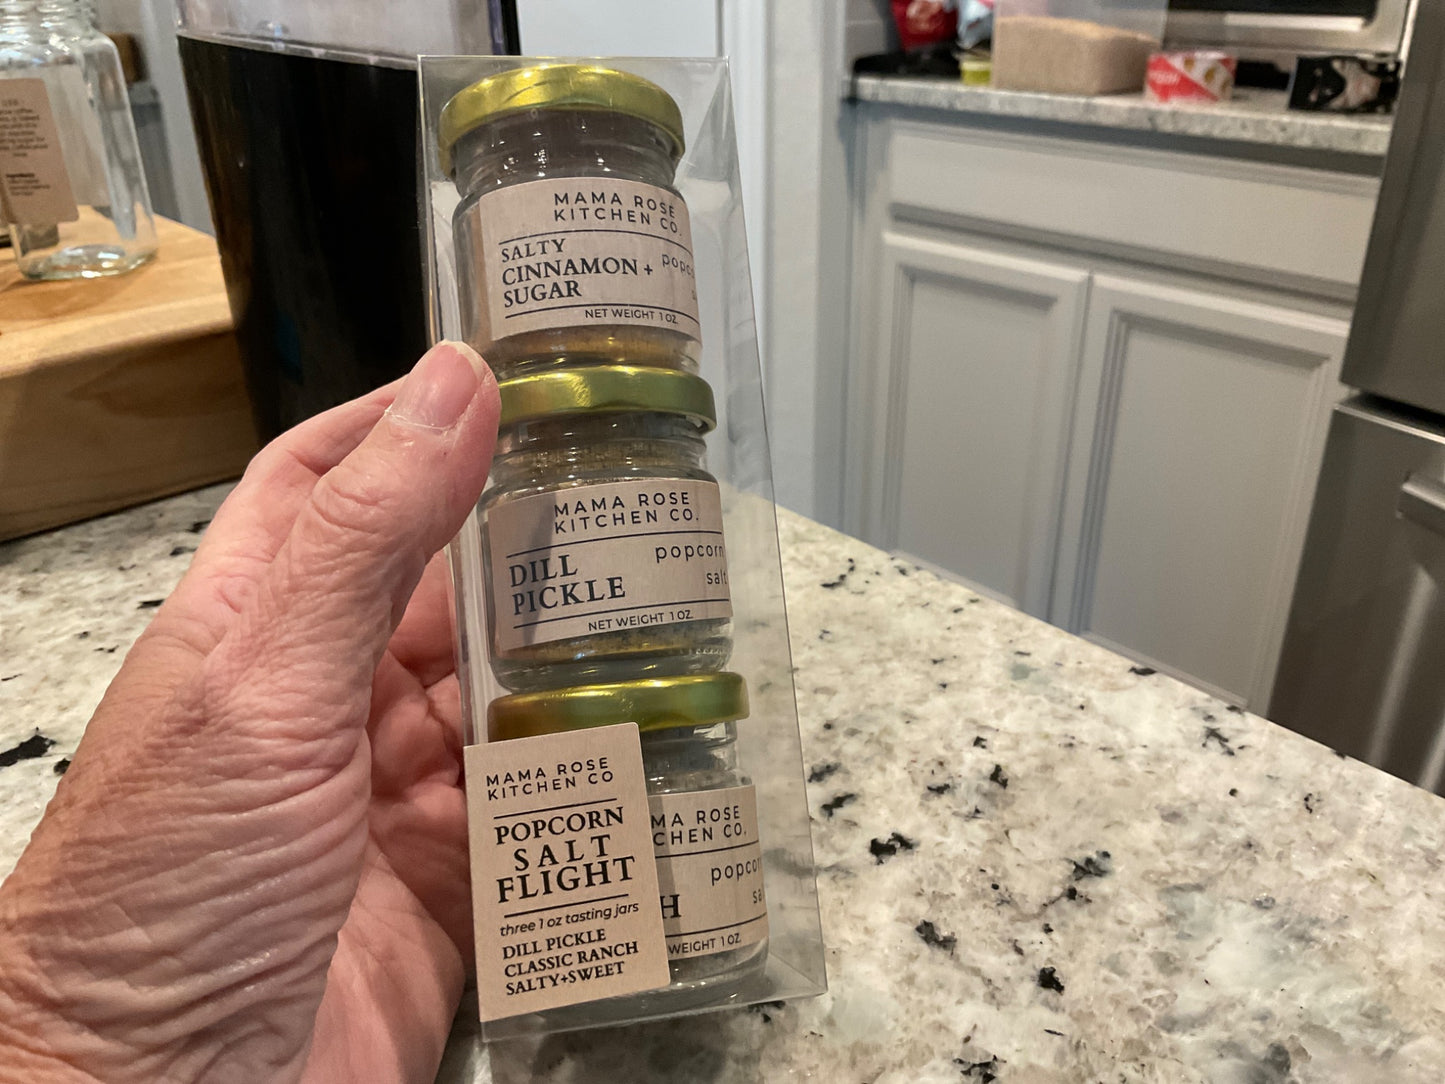 MAMA ROSE
KITCHEN CO.
SALTY
CINNAMON +
SUGAR
NET WEIGHT 1 OZ.
MAMA ROSE
KITCHEN CO.
popcorn
salt
DILL
PICKLE
NET WEIGHT 1 OZ.
MAMA ROSE
KITCHEN CO
POPCORN
SALT
FLIGHT
three 1 oz tasting jars
DILL PICKLE
CLASSIC RANCH
SALTY+SWEET
ROSE
CO.
WEIGHT 1 OZ.